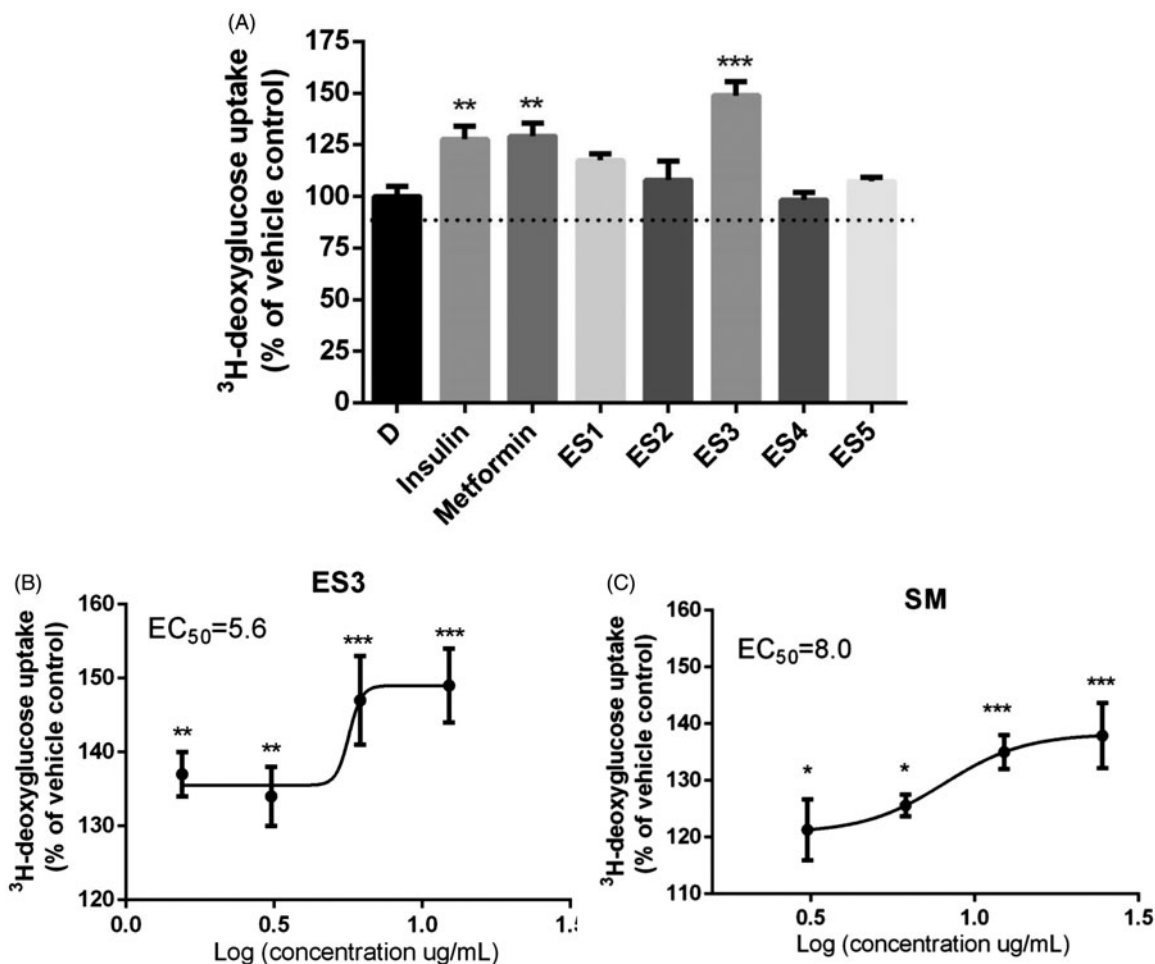 (A)
³H-deoxyglucose uptake
(% of vehicle control)
175
150
125
100
75
50
25
0
**
**
***
D
Insulin
Metformin
ES1
ES2
ES3
ES4
ES5
(B)
ES3
³H-deoxyglucose uptake
(% of vehicle control)
160
150
140
130
120
EC₅₀=5.6
**
**
***
***
0.0
0.5
1.0
1.5
Log (concentration ug/mL)
(C)
SM
³H-deoxyglucose uptake
(% of vehicle control)
160
150
140
130
120
110
EC₅₀=8.0
*
*
***
***
0.5
1.0
1.5
Log (concentration ug/mL)